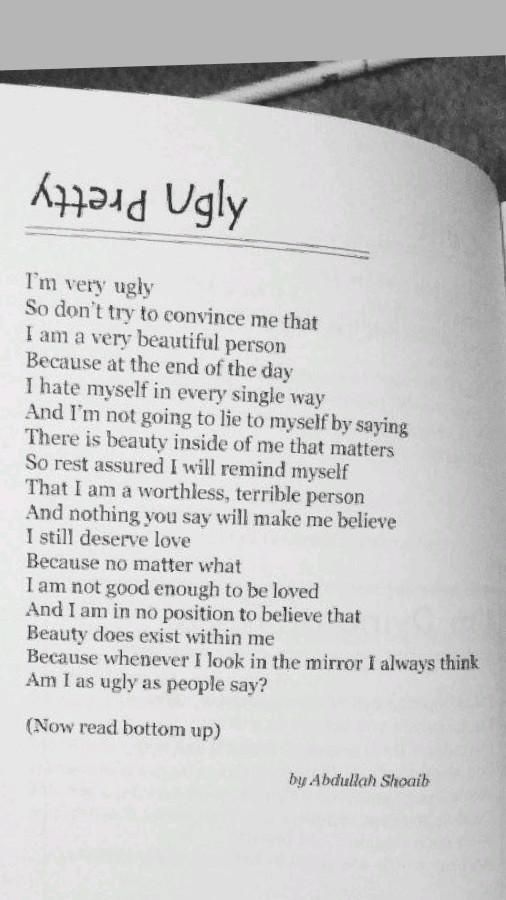 Pretty Ugly
I'm very ugly
So don't try to convince me that
I am a very beautiful person
Because at the end of the day
I hate myself in every single way
And I'm not going to lie to myself by saying
There is beauty inside of me that matters
So rest assured I will remind myself
That I am a worthless, terrible person
And nothing you say will make me believe
I still deserve love
Because no matter what
I am not good enough to be loved
And I am in no position to believe that
Beauty does exist within me
Because whenever I look in the mirror I always think
Am I as ugly as people say?
(Now read bottom up)
by Abdullah Shoaib